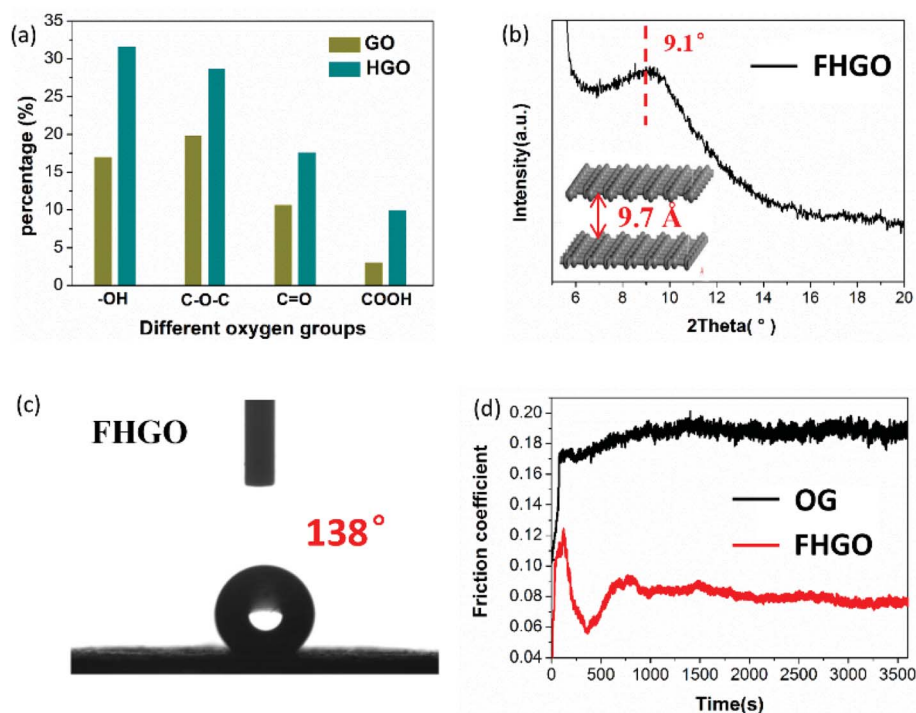 (a)
GO
HGO
percentage (%)
35
30
25
20
15
10
5
0
-OH C-O-C C=O COOH
Different oxygen groups
(b)
9.1°
FHGO
Intensity(a.u.)
9.7 Å
6 8 10 12 14 16 18 20
2Theta( ° )
(c)
FHGO
138°
(d)
Friction coefficient
0.20
0.18
0.16
0.14
0.12
0.10
0.08
0.06
0.04
OG
FHGO
0 500 1000 1500 2000 2500 3000 3500
Time(s)